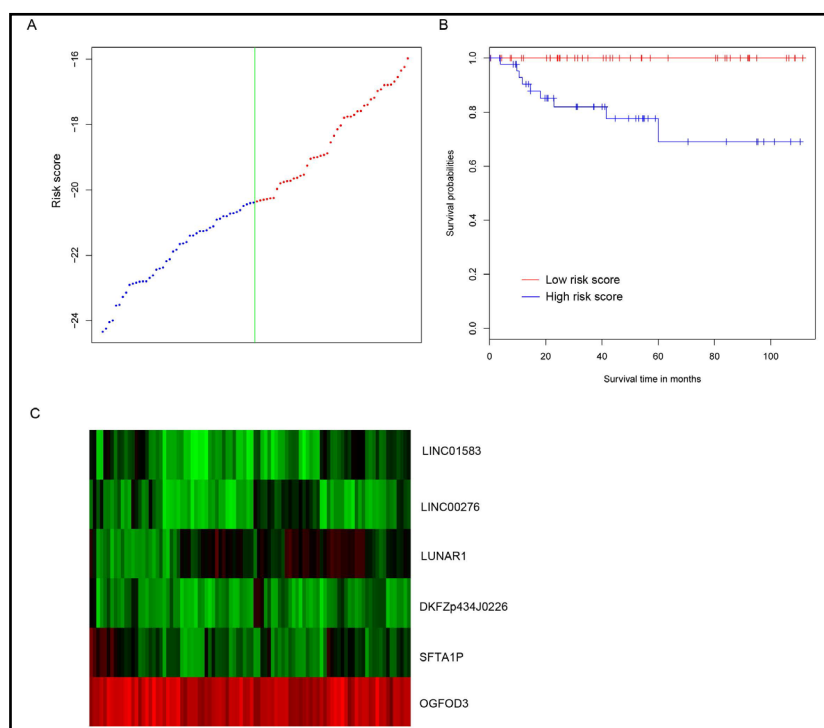 A
B
-16
-18
-20
-22
-24
Risk score
1.0
0.8
0.6
0.4
0.2
0.0
Survival probabilities
Low risk score
High risk score
0 20 40 60 80 100
Survival time in months
C
LINC01583
LINC00276
LUNAR1
DKFZp434J0226
SFTA1P
OGFOD3